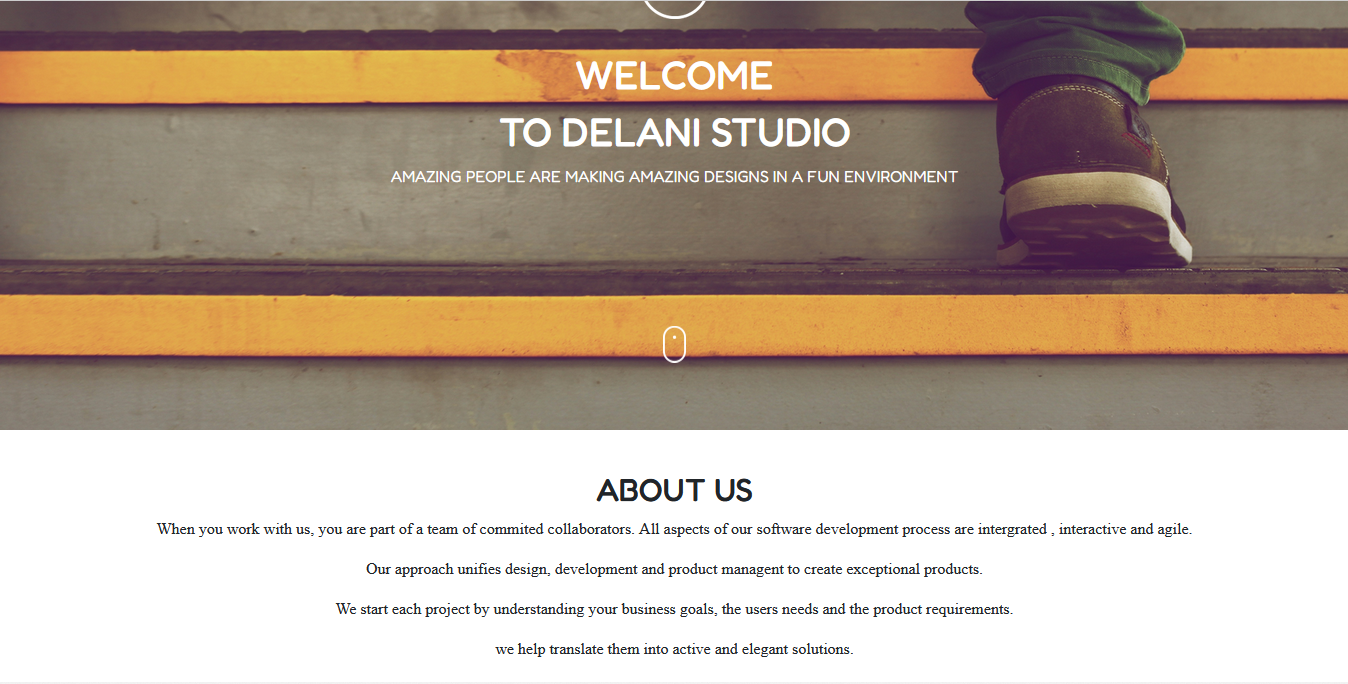 WELCOME
TO DELANI STUDIO
AMAZING PEOPLE ARE MAKING AMAZING DESIGNS IN A FUN ENVIRONMENT
ABOUT US
When you work with us, you are part of a team of commited collaborators. All aspects of our software development process are intergrated , interactive and agile.
Our approach unifies design, development and product managent to create exceptional products.
We start each project by understanding your business goals, the users needs and the product requirements.
we help translate them into active and elegant solutions.